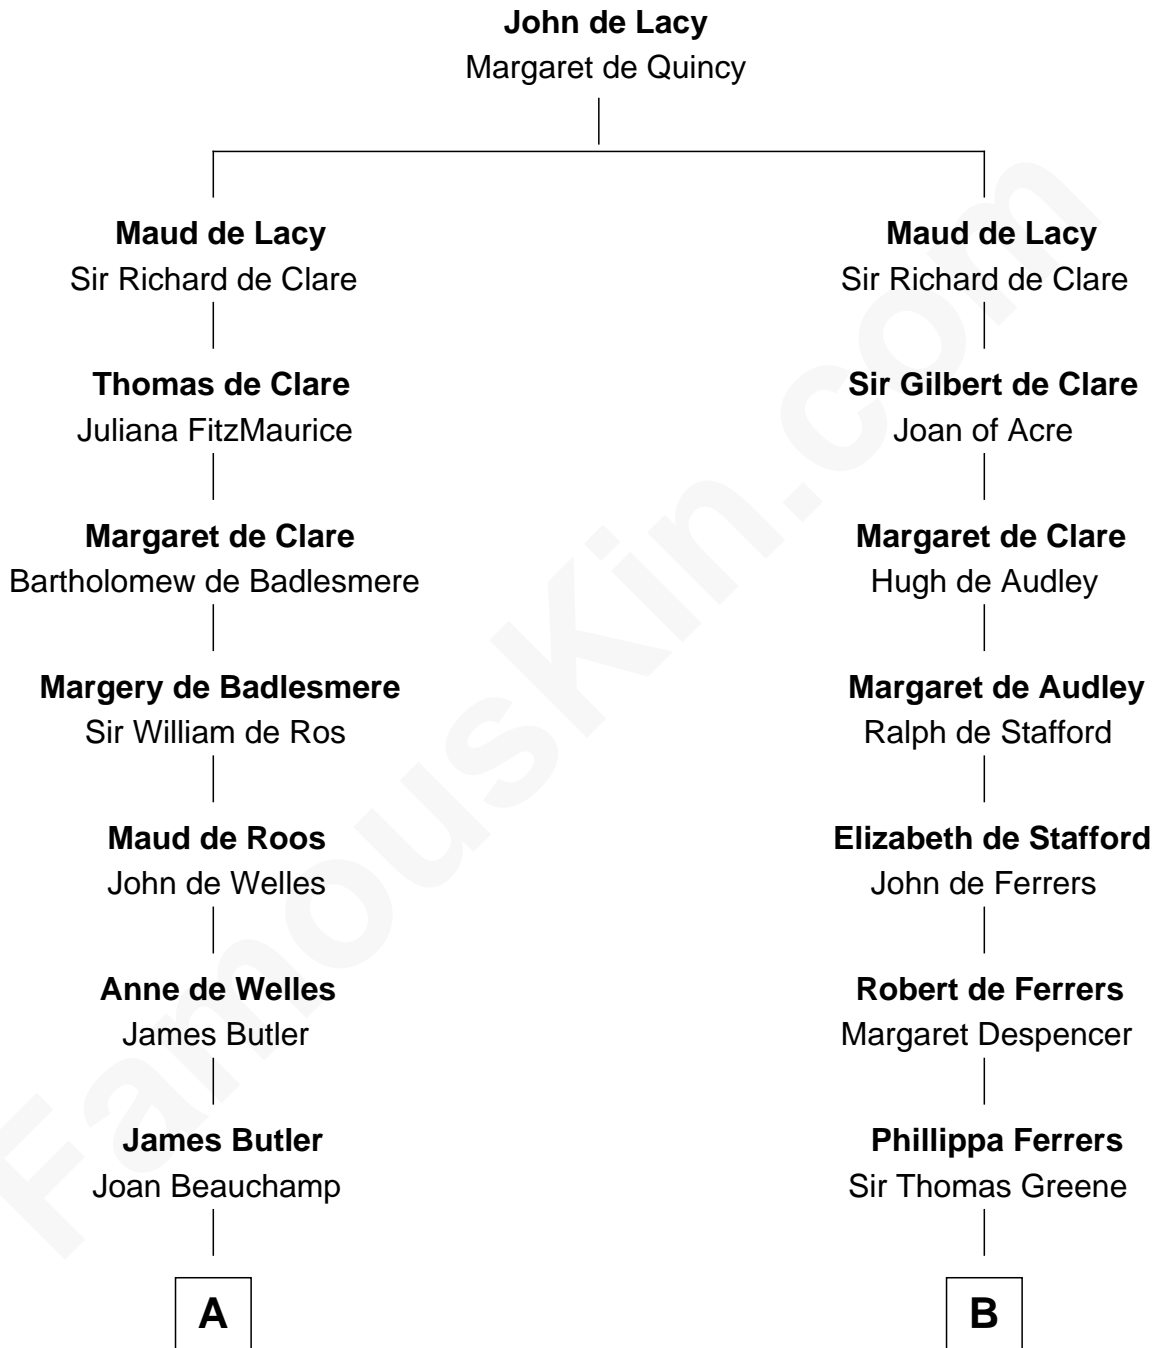 John de Lacy
Margaret de Quincy
Maud de Lacy
Sir Richard de Clare
Thomas de Clare
Juliana FitzMaurice
Margaret de Clare
Bartholomew de Badlesmere
Margery de Badlesmere
Sir William de Ros
Maud de Roos
John de Welles
Anne de Welles
James Butler
James Butler
Joan Beauchamp
A
Maud de Lacy
Sir Richard de Clare
Sir Gilbert de Clare
Joan of Acre
Margaret de Clare
Hugh de Audley
Margaret de Audley
Ralph de Stafford
Elizabeth de Stafford
John de Ferrers
Robert de Ferrers
Margaret Despencer
Phillippa Ferrers
Sir Thomas Greene
B
FamousKin.com